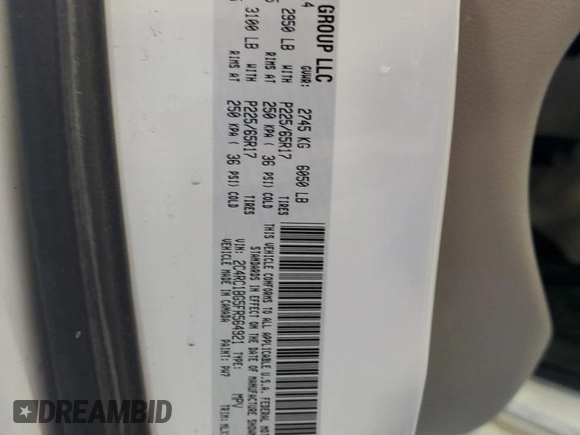 GROUP LLC
4
GVWR: 2745 KG 6050 LB
2950 LB WITH P225/65R17 TIRES
RIMS AT 250 KPA ( 36 PSI) COLD
3100 LB WITH P225/65R17 TIRES
RIMS AT 250 KPA ( 36 PSI) COLD
THIS VEHICLE CONFORMS TO ALL APPLICABLE U.S.A. FEDERAL
STANDARDS IN EFFECT ON THE DATE OF MANUFACTURE SHOWN
VIN: 2C4RC1BG5FR564921 TYPE: MPV
VEHICLE MADE IN CANADA PAINT: PW7 TRIM:
DREAMBID